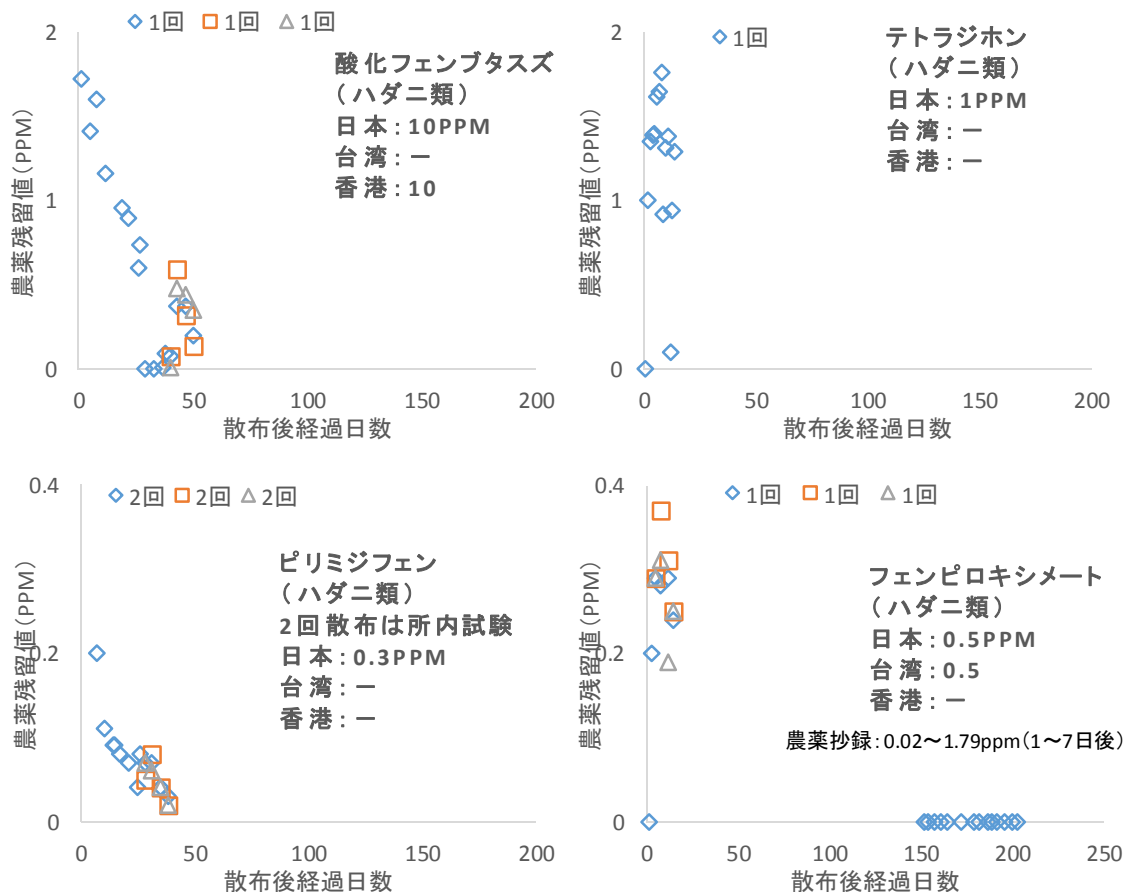 1回 1回 1回
酸化フェンブタスズ
(ハダニ類)
日本:10PPM
台湾:ー
香港:10
農薬残留値(PPM)
2
1
0
0 50 100 150 200
散布後経過日数
1回
テトラジホン
(ハダニ類)
日本:1PPM
台湾:ー
香港:ー
農薬残留値(PPM)
2
1
0
0 50 100 150 200
散布後経過日数
2回 2回 2回
ピリミジフェン
(ハダニ類)
2回散布は所内試験
日本:0.3PPM
台湾:ー
香港:ー
農薬残留値(PPM)
0.4
0.2
0
0 50 100 150 200
散布後経過日数
1回 1回 1回
フェンピロキシメート
(ハダニ類)
日本:0.5PPM
台湾:0.5
香港:ー
農薬抄録:0.02〜1.79ppm(1〜7日後)
農薬残留値(PPM)
0.4
0.2
0
0 50 100 150 200 250
散布後経過日数